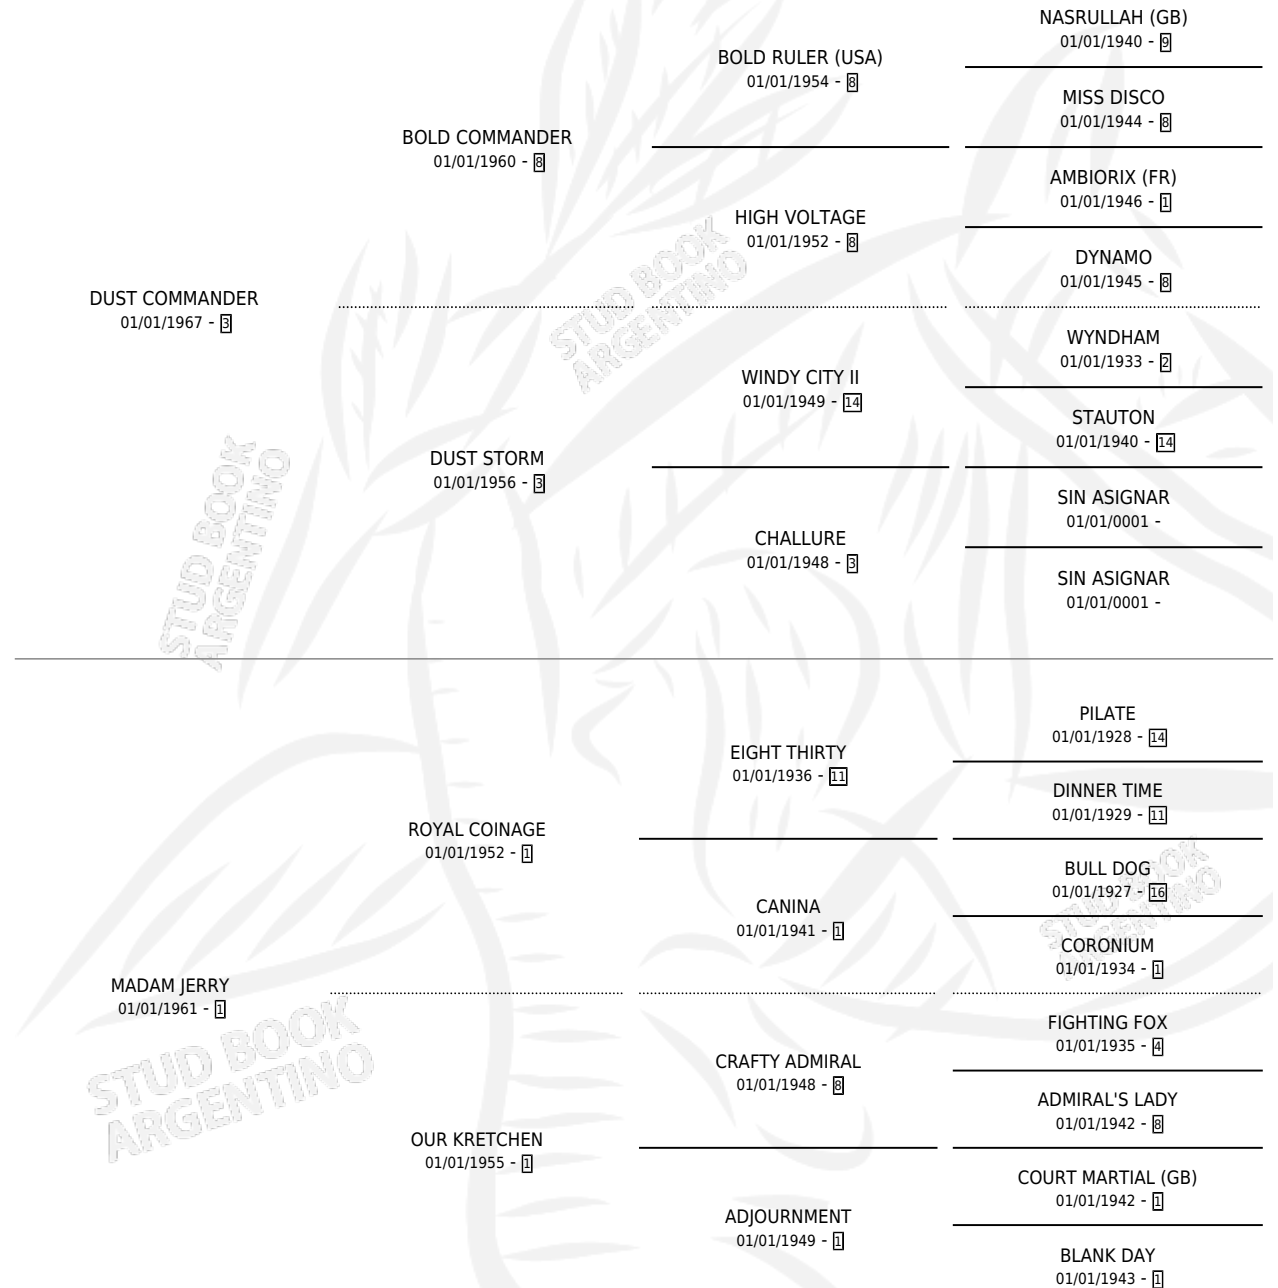 NASRULLAH (GB)
01/01/1940 - 9
BOLD RULER (USA)
01/01/1954 - 8
MISS DISCO
01/01/1944 - 8
BOLD COMMANDER
01/01/1960 - 8
AMBIORIX (FR)
01/01/1946 - 1
HIGH VOLTAGE
01/01/1952 - 8
DYNAMO
01/01/1945 - 8
DUST COMMANDER
01/01/1967 - 3
WYNDHAM
01/01/1933 - 2
WINDY CITY II
01/01/1949 - 14
STAUTON
01/01/1940 - 14
DUST STORM
01/01/1956 - 3
SIN ASIGNAR
01/01/0001 -
CHALLURE
01/01/1948 - 3
SIN ASIGNAR
01/01/0001 -
STUD BOOK
ARGENTINO
STUD BOOK
ARGENTINO
PILATE
01/01/1928 - 14
EIGHT THIRTY
01/01/1936 - 11
DINNER TIME
01/01/1929 - 11
ROYAL COINAGE
01/01/1952 - 1
BULL DOG
01/01/1927 - 16
CANINA
01/01/1941 - 1
CORONIUM
01/01/1934 - 1
STUD BOOK
ARGENTINO
MADAM JERRY
01/01/1961 - 1
FIGHTING FOX
01/01/1935 - 4
CRAFTY ADMIRAL
01/01/1948 - 8
ADMIRAL'S LADY
01/01/1942 - 8
STUD BOOK
ARGENTINO
OUR KRETCHEN
01/01/1955 - 1
COURT MARTIAL (GB)
01/01/1942 - 1
ADJOURNMENT
01/01/1949 - 1
BLANK DAY
01/01/1943 - 1